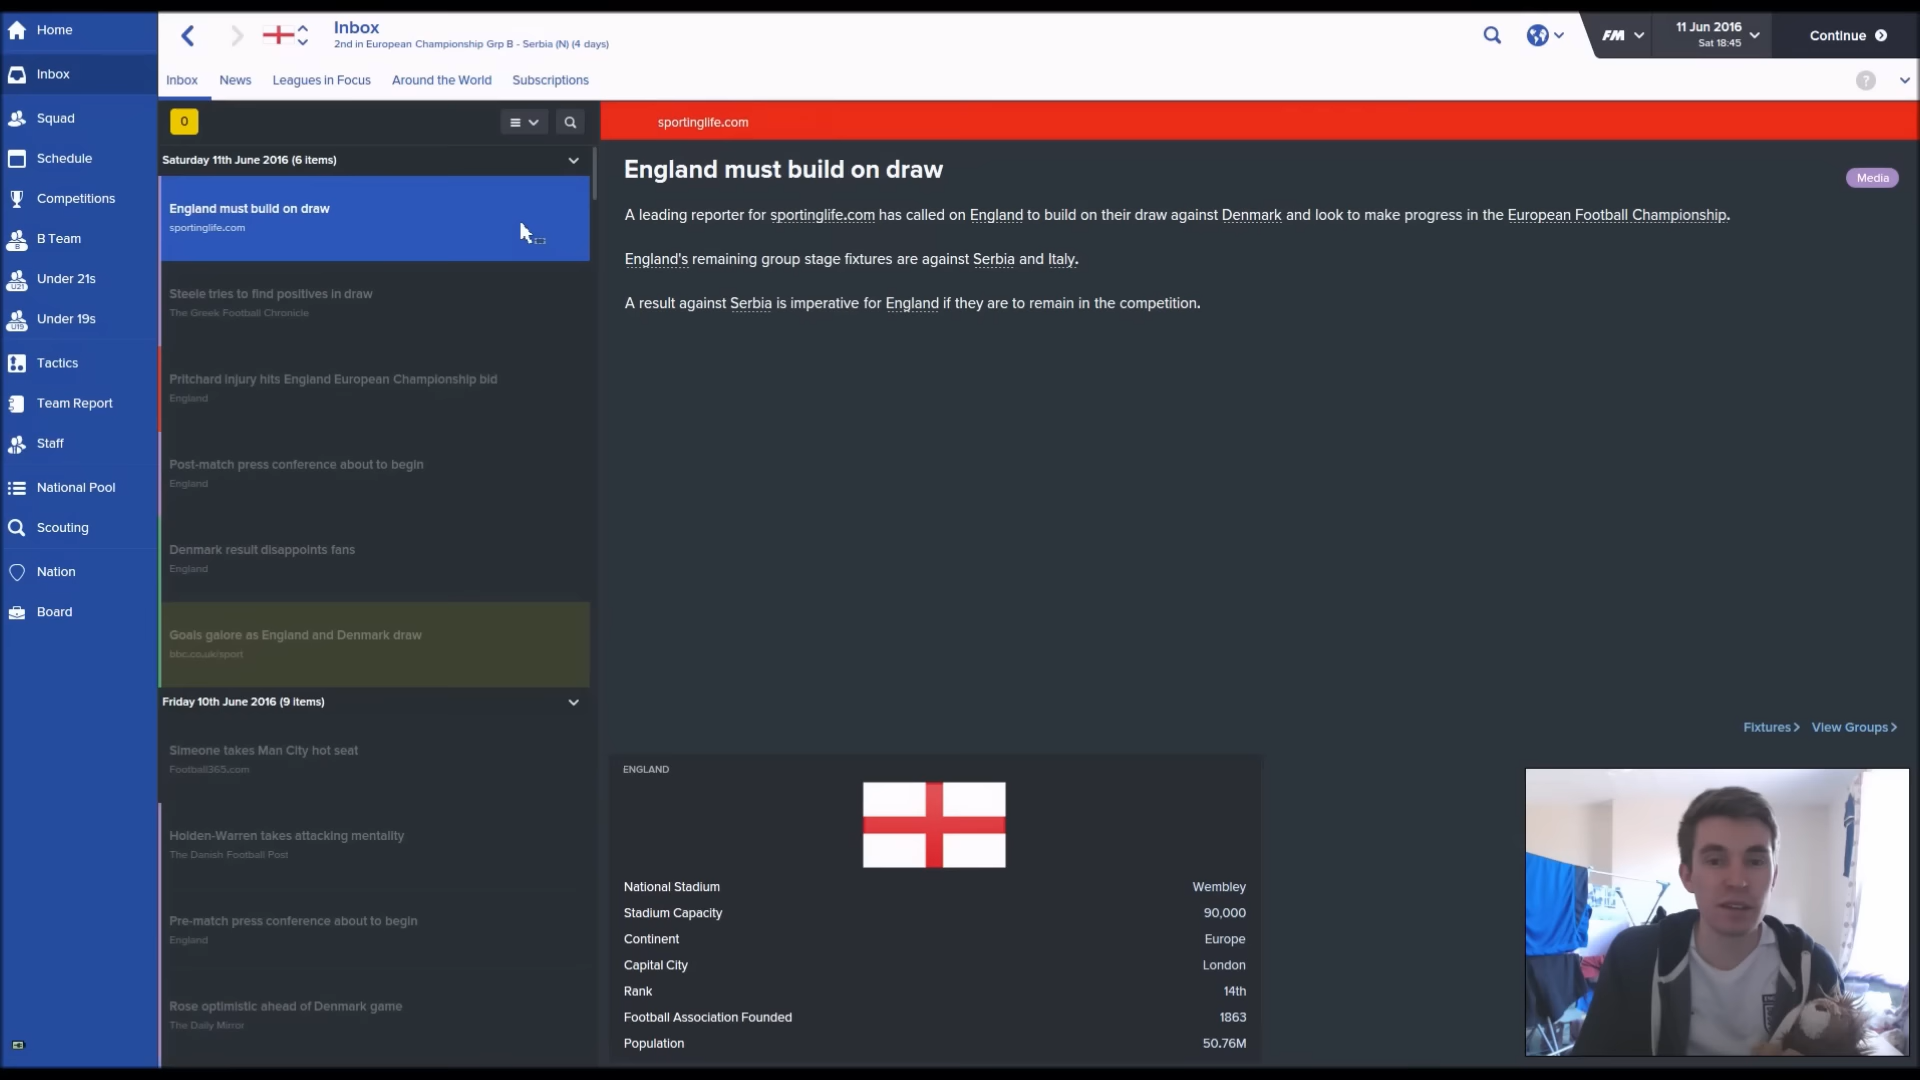 Home
Inbox
Squad
Schedule
Competitions
B Team
Under 21s
Under 19s
Tactics
Team Report
Staff
National Pool
Scouting
Nation
Board
Inbox
2nd in European Championship Grp B - Serbia (N) (4 days)
FM
11 Jun 2016
Sat 18:45
Continue
Inbox News Leagues in Focus Around the World Subscriptions
?
0
Saturday 11th June 2016 (6 items)
England must build on draw
sportinglife.com
Steele tries to find positives in draw
The Greek Football Chronicle
Pritchard injury hits England European Championship bid
England
Post-match press conference about to begin
England
Denmark result disappoints fans
England
Goals galore as England and Denmark draw
bbc.co.uk/sport
Friday 10th June 2016 (9 items)
Simeone takes Man City hot seat
Football365.com
Holden-Warren takes attacking mentality
The Danish Football Post
Pre-match press conference about to begin
England
Rose optimistic ahead of Denmark game
The Daily Mirror
sportinglife.com
England must build on draw
Media
A leading reporter for sportinglife.com has called on England to build on their draw against Denmark and look to make progress in the European Football Championship.
England's remaining group stage fixtures are against Serbia and Italy.
A result against Serbia is imperative for England if they are to remain in the competition.
Fixtures> View Groups>
ENGLAND
National Stadium Wembley
Stadium Capacity 90,000
Continent Europe
Capital City London
Rank 14th
Football Association Founded 1863
Population 50.76M